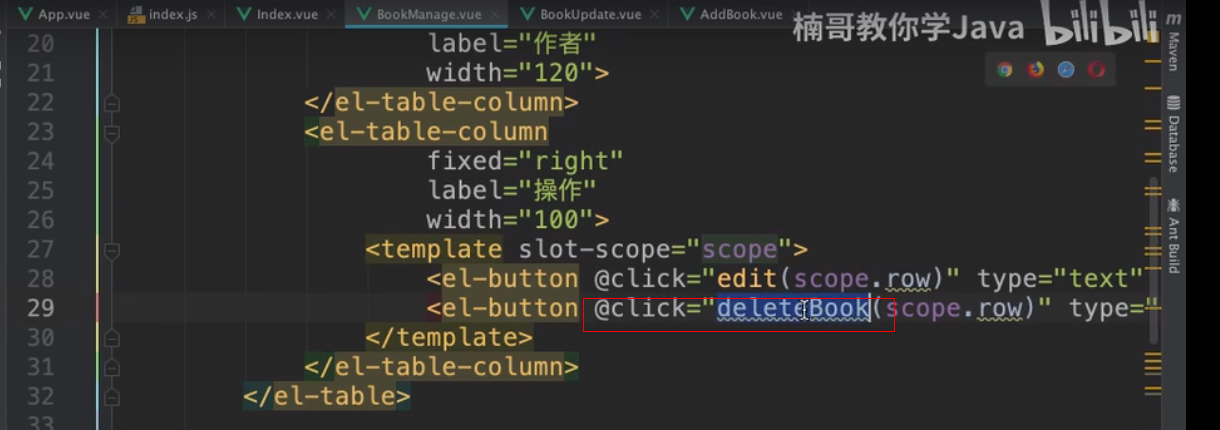 App.vue index.js Index.vue BookManage.vue BookUpdate.vue AddBook.vue
楠哥教你学Java bilibili
Maven
Database
Ant Build
20 label="作者"
21 width="120">
22 </el-table-column>
23 <el-table-column
24 fixed="right"
25 label="操作"
26 width="100">
27 <template slot-scope="scope">
28 <el-button @click="edit(scope.row)" type="text"
29 <el-button @click="deleteBook(scope.row)" type="
30 </template>
31 </el-table-column>
32 </el-table>
33